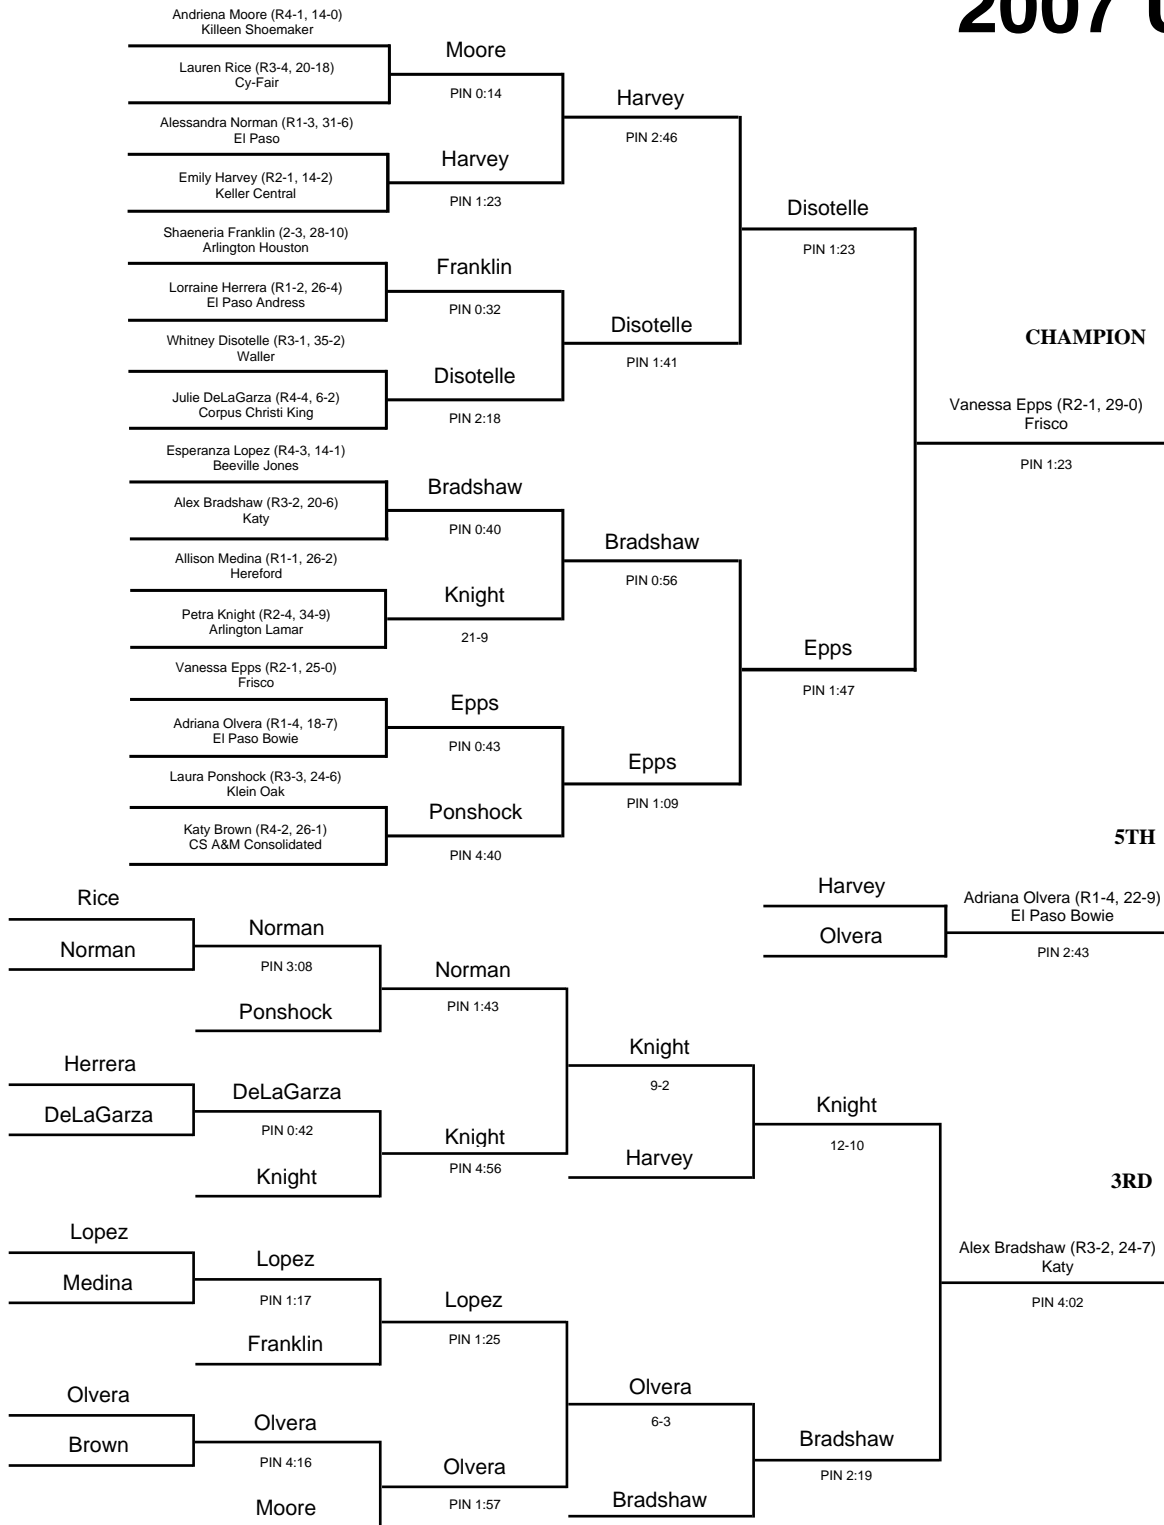 2007 U
Andriena Moore (R4-1, 14-0)
Killeen Shoemaker
Lauren Rice (R3-4, 20-18)
Cy-Fair
Moore
PIN 0:14
Alessandra Norman (R1-3, 31-6)
El Paso
Emily Harvey (R2-1, 14-2)
Keller Central
Harvey
PIN 1:23
Harvey
PIN 2:46
Shaeneria Franklin (2-3, 28-10)
Arlington Houston
Lorraine Herrera (R1-2, 26-4)
El Paso Andress
Franklin
PIN 0:32
Whitney Disotelle (R3-1, 35-2)
Waller
Julie DeLaGarza (R4-4, 6-2)
Corpus Christi King
Disotelle
PIN 2:18
Disotelle
PIN 1:41
Disotelle
PIN 1:23
Esperanza Lopez (R4-3, 14-1)
Beeville Jones
Alex Bradshaw (R3-2, 20-6)
Katy
Bradshaw
PIN 0:40
Allison Medina (R1-1, 26-2)
Hereford
Petra Knight (R2-4, 34-9)
Arlington Lamar
Knight
21-9
Bradshaw
PIN 0:56
Vanessa Epps (R2-1, 25-0)
Frisco
Adriana Olvera (R1-4, 18-7)
El Paso Bowie
Epps
PIN 0:43
Laura Ponshock (R3-3, 24-6)
Klein Oak
Katy Brown (R4-2, 26-1)
CS A&M Consolidated
Ponshock
PIN 4:40
Epps
PIN 1:09
Epps
PIN 1:47
CHAMPION
Vanessa Epps (R2-1, 29-0)
Frisco
PIN 1:23
5TH
Harvey
Olvera
Adriana Olvera (R1-4, 22-9)
El Paso Bowie
PIN 2:43
Rice
Norman
Norman
PIN 3:08
Ponshock
Norman
PIN 1:43
Herrera
DeLaGarza
DeLaGarza
PIN 0:42
Knight
Knight
PIN 4:56
Knight
9-2
Harvey
Knight
12-10
Lopez
Medina
Lopez
PIN 1:17
Franklin
Lopez
PIN 1:25
Olvera
Brown
Olvera
PIN 4:16
Moore
Olvera
PIN 1:57
Olvera
6-3
Bradshaw
Bradshaw
PIN 2:19
3RD
Alex Bradshaw (R3-2, 24-7)
Katy
PIN 4:02